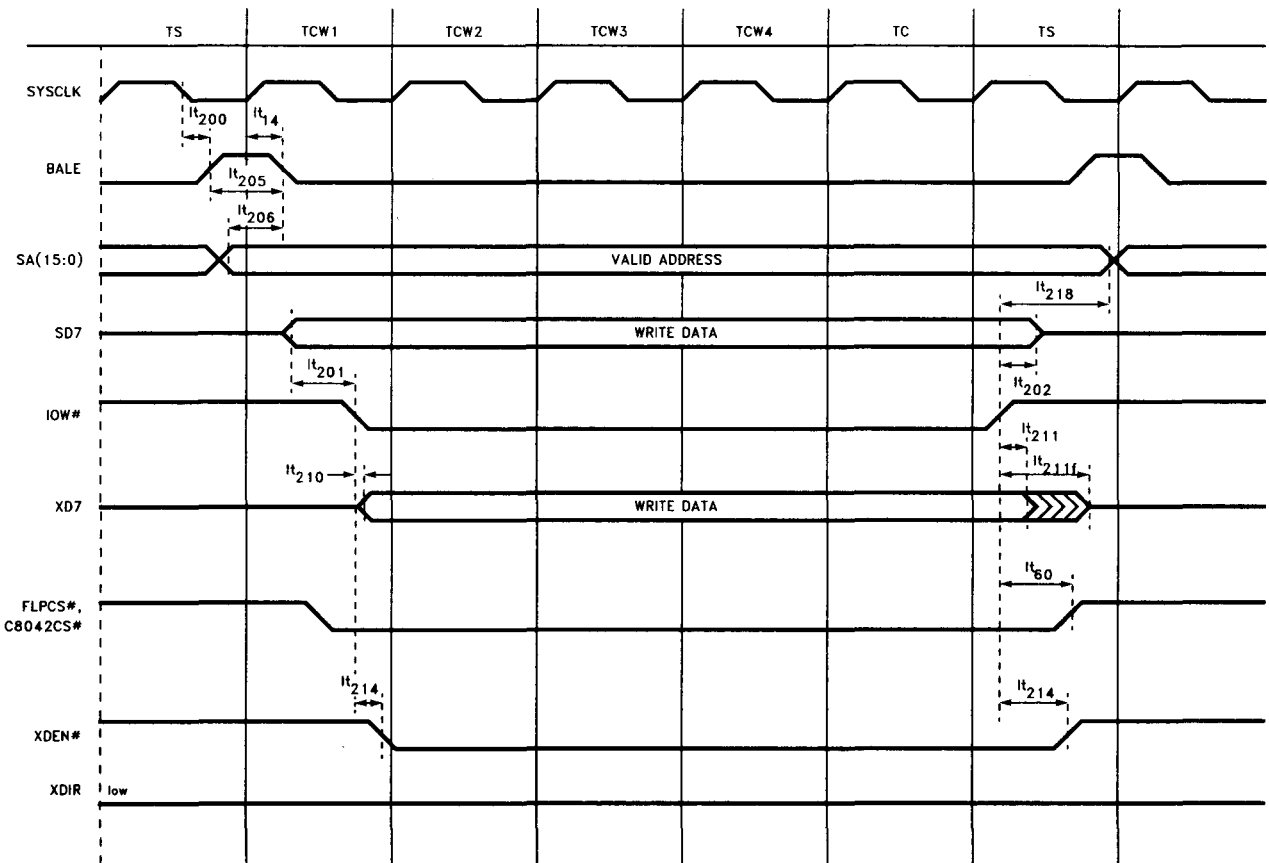 TS TCW1 TCW2 TCW3 TCW4 TC TS
SYSCLK
It200 It14
BALE
It205
It206
SA(15:0) VALID ADDRESS
It218
SD7 WRITE DATA
It201
It202
IOW#
It211
It210 It211f
XD7 WRITE DATA
It60
FLPCS#,
C8042CS#
It214 It214
XDEN#
XDIR low